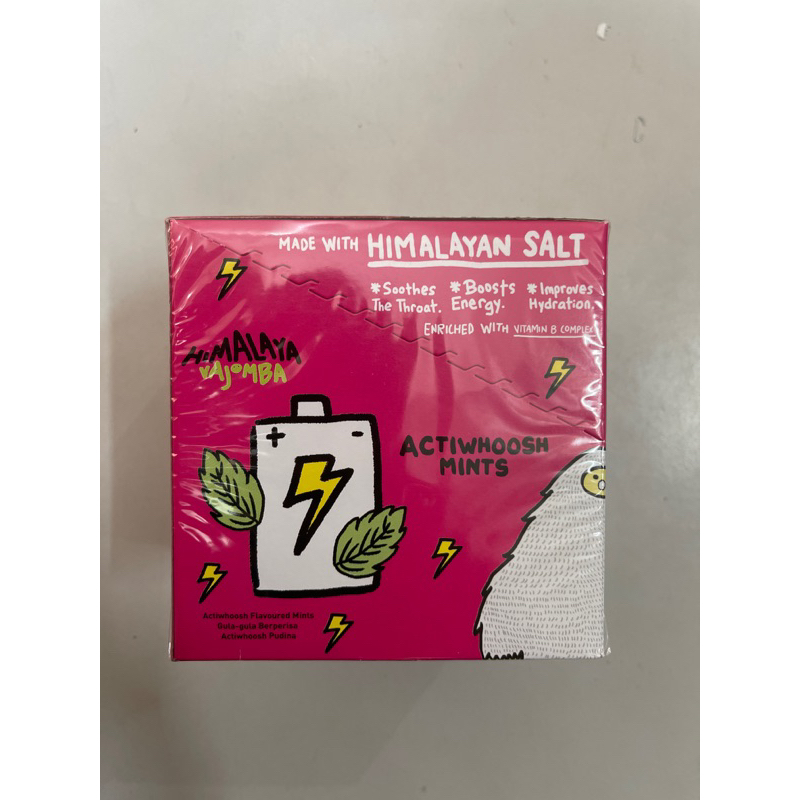 MADE WITH HIMALAYAN SALT
*Soothes The Throat.
*Boosts Energy.
*Improves Hydration.
ENRICHED WITH VITAMIN B COMPLEX
HiMALAYA
VAJOMBA
+ -
ACTIWHOOSH
MINTS
Actiwhoosh Flavoured Mints
Gula-gula Berperisa
Actiwhoosh Pudina